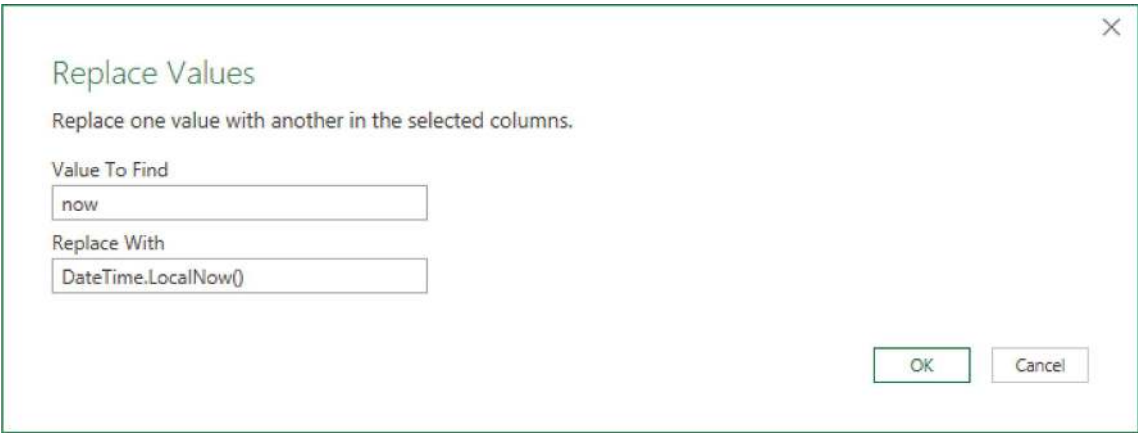 Replace Values
Replace one value with another in the selected columns.
Value To Find
now
Replace With
DateTime.LocalNow()
OK
Cancel